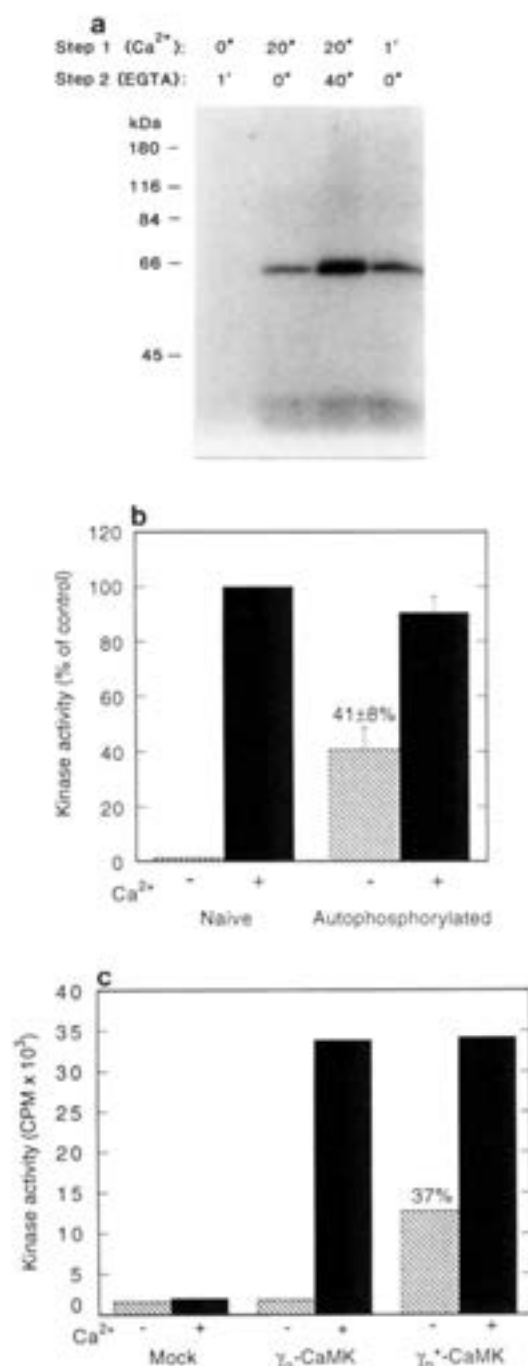 a
Step 1 (Ca²⁺): 0" 20" 20" 1'
Step 2 (EGTA): 1' 0" 40" 0"
kDa
180 –
116 –
84 –
66 –
45 –
b
120
100
80
60
40
20
0
Kinase activity (% of control)
41±8%
Ca²⁺ - + - +
Naive Autophosphorylated
c
40
35
30
25
20
15
10
5
0
Kinase activity (CPM x 10³)
37%
Ca²⁺ - + - + - +
Mock -CaMK -CaMK